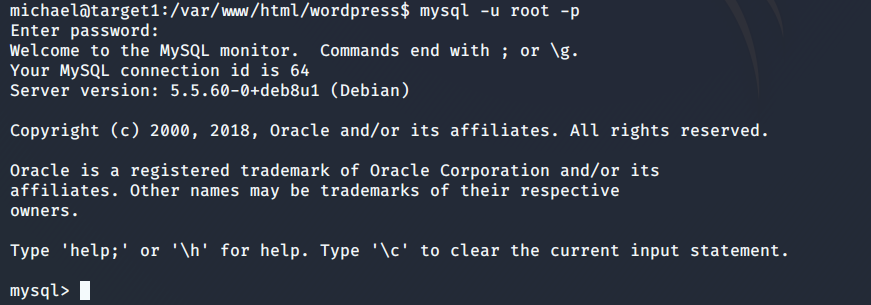 michael@target1:/var/www/html/wordpress$ mysql -u root -p
Enter password:
Welcome to the MySQL monitor.  Commands end with ; or \g.
Your MySQL connection id is 64
Server version: 5.5.60-0+deb8u1 (Debian)
Copyright (c) 2000, 2018, Oracle and/or its affiliates. All rights reserved.
Oracle is a registered trademark of Oracle Corporation and/or its
affiliates. Other names may be trademarks of their respective
owners.
Type 'help;' or '\h' for help. Type '\c' to clear the current input statement.
mysql>